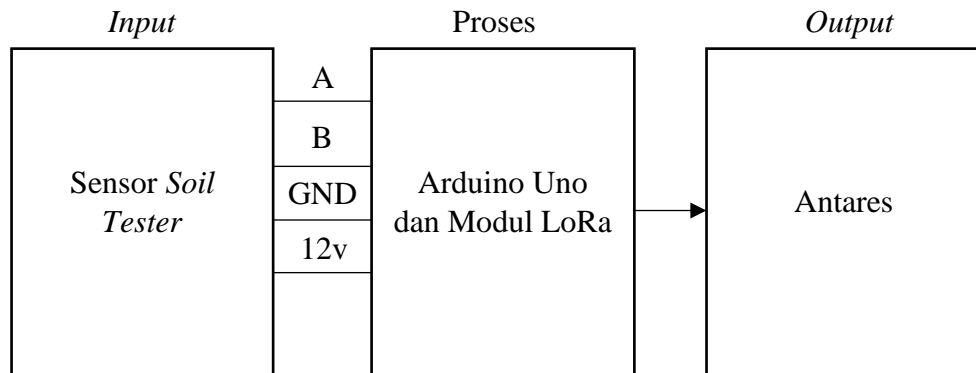 Input
Proses
Output
A
B
GND
12v
Sensor Soil
Tester
Arduino Uno
dan Modul LoRa
Antares